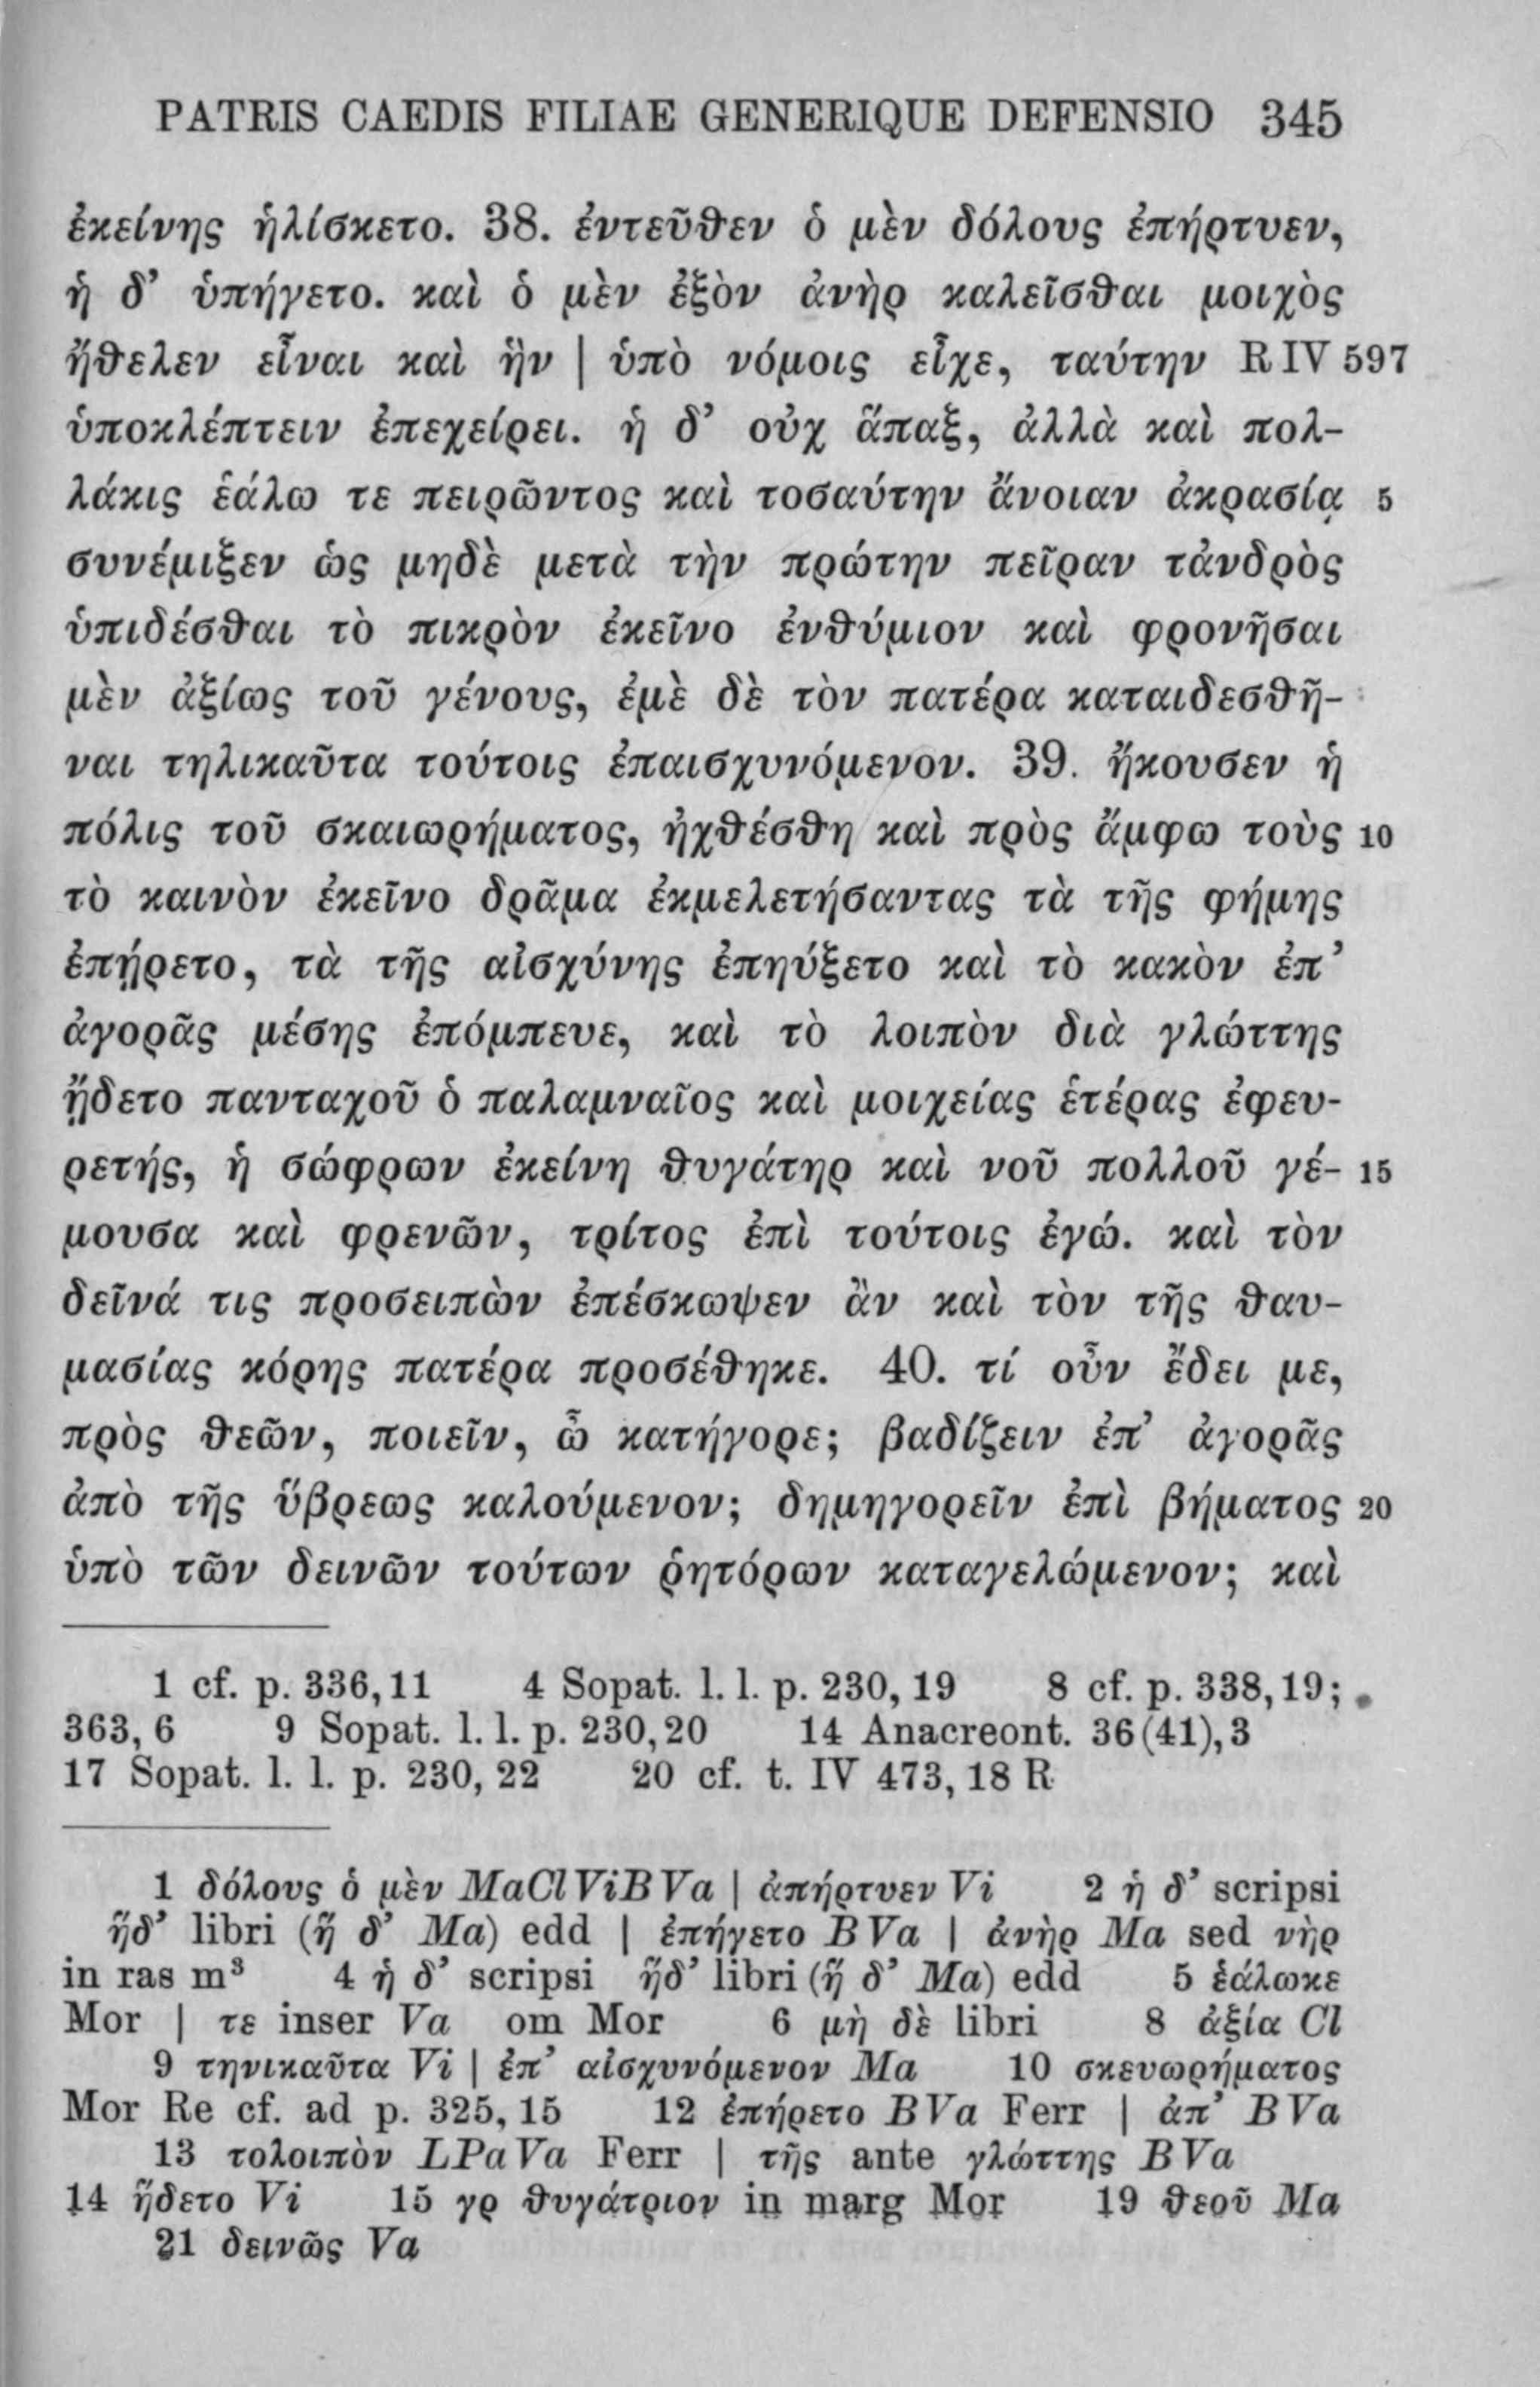 PATRIS CAEDIS FILIAE GENERIQUE DEFENSIO 345
ἐκείνης ἡλίσκετο. 38. ἐντεῦθεν ὁ μὲν δόλους ἐπήρτυεν,
ἡ δ’ ὑπήγετο. καὶ ὁ μὲν ἐξὸν ἀνὴρ καλεῖσθαι μοιχὸς
ἤθελεν εἶναι καὶ ἣν | ὑπὸ νόμοις εἶχε, ταύτην R IV 597
ὑποκλέπτειν ἐπεχείρει. ἡ δ’ οὐχ ἅπαξ, ἀλλὰ καὶ πολ-
λάκις ἑάλω τε πειρῶντος καὶ τοσαύτην ἄνοιαν ἀκρασίᾳ 5
συνέμιξεν ὡς μηδὲ μετὰ τὴν πρώτην πεῖραν τἀνδρὸς
ὑπιδέσθαι τὸ πικρὸν ἐκεῖνο ἐνθύμιον καὶ φρονῆσαι
μὲν ἀξίως τοῦ γένους, ἐμὲ δὲ τὸν πατέρα καταιδεσθῆ-
ναι τηλικαῦτα τούτοις ἐπαισχυνόμενον. 39. ἤκουσεν ἡ
πόλις τοῦ σκαιωρήματος, ἠχθέσθη καὶ πρὸς ἄμφω τοὺς 10
τὸ καινὸν ἐκεῖνο δρᾶμα ἐκμελετήσαντας τὰ τῆς φήμης
ἐπῄρετο, τὰ τῆς αἰσχύνης ἐπηύξετο καὶ τὸ κακὸν ἐπ’
ἀγορᾶς μέσης ἐπόμπευε, καὶ τὸ λοιπὸν διὰ γλώττης
ᾔδετο πανταχοῦ ὁ παλαμναῖος καὶ μοιχείας ἑτέρας ἐφευ-
ρετής, ἡ σώφρων ἐκείνη θυγάτηρ καὶ νοῦ πολλοῦ γέ- 15
μουσα καὶ φρενῶν, τρίτος ἐπὶ τούτοις ἐγώ. καὶ τὸν
δεῖνά τις προσειπὼν ἐπέσκωψεν ἂν καὶ τὸν τῆς θαυ-
μασίας κόρης πατέρα προσέθηκε. 40. τί οὖν ἔδει με,
πρὸς θεῶν, ποιεῖν, ὦ κατήγορε; βαδίζειν ἐπ’ ἀγορᾶς
ἀπὸ τῆς ὕβρεως καλούμενον; δημηγορεῖν ἐπὶ βήματος 20
ὑπὸ τῶν δεινῶν τούτων ῥητόρων καταγελώμενον; καὶ
1 cf. p. 336,11 4 Sopat. l. l. p. 230, 19 8 cf. p. 338,19;
363, 6 9 Sopat. l. l. p. 230,20 14 Anacreont. 36(41),3
17 Sopat. l. l. p. 230, 22 20 cf. t. IV 473, 18 R
1 δόλους ὁ μὲν MaClViBVa | ἀπήρτυεν Vi 2 ἡ δ’ scripsi
ἥδ’ libri (ἥ δ’ Ma) edd | ἐπήγετο BVa | ἀνὴρ Ma sed νὴρ
in ras m³ 4 ἡ δ’ scripsi ἥδ’ libri (ἥ δ’ Ma) edd 5 ἑάλωκε
Mor | τε inser Va om Mor 6 μὴ δὲ libri 8 ἀξία Cl
9 τηνικαῦτα Vi | ἐπ’ αἰσχυνόμενον Ma 10 σκευωρήματος
Mor Re cf. ad p. 325, 15 12 ἐπήρετο BVa Ferr | ἀπ’ BVa
13 τολοιπὸν LPaVa Ferr | τῆς ante γλώττης BVa
14 ἥδετο Vi 15 γρ θυγάτριον in marg Mor 19 θεοῦ Ma
21 δεινῶς Va